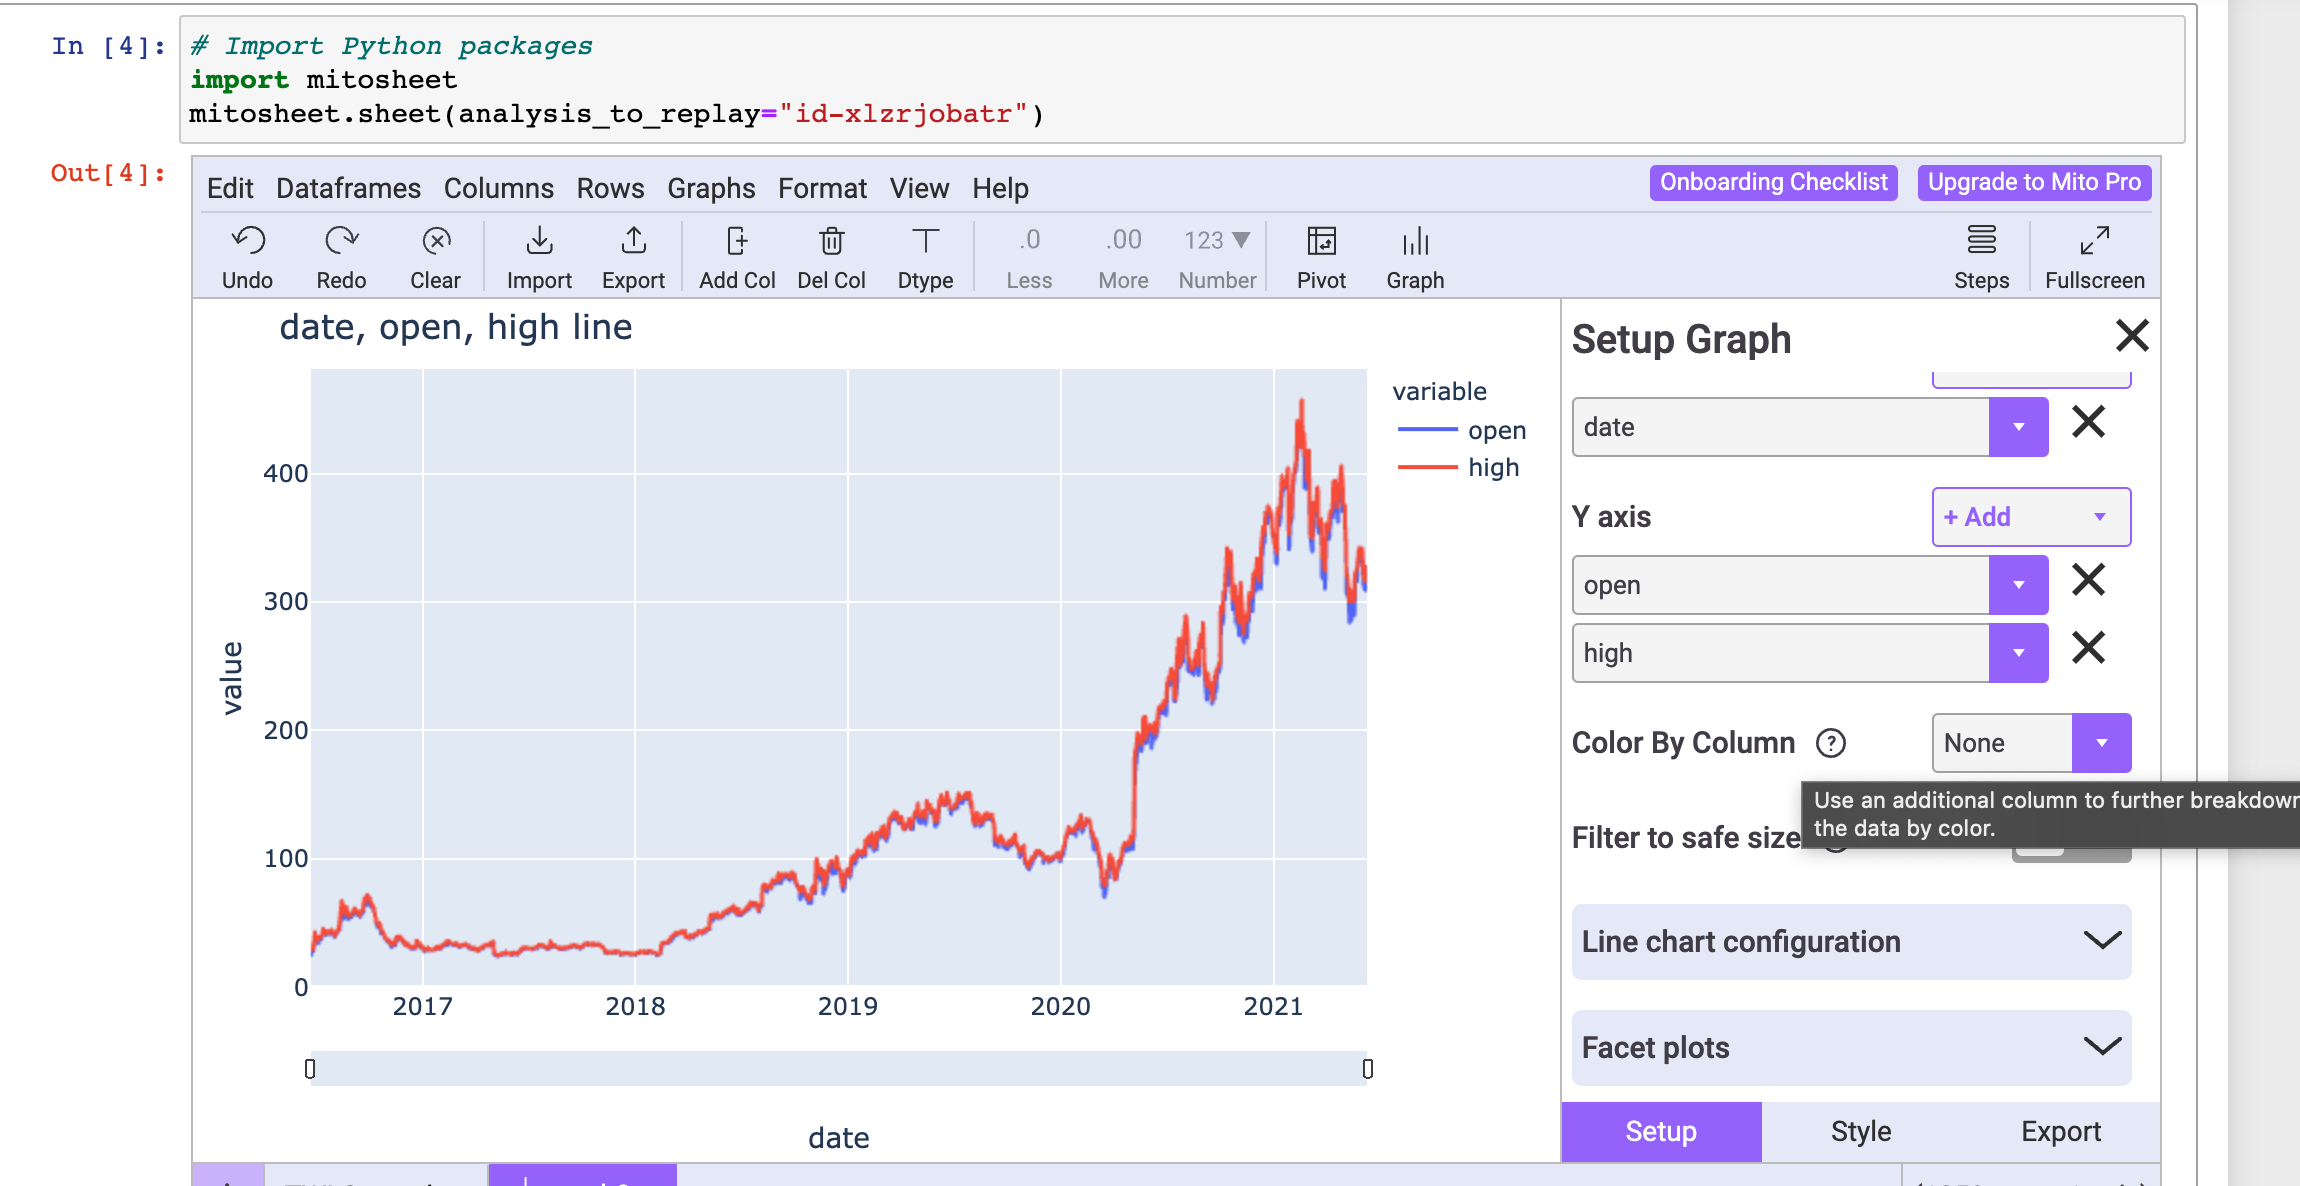 In [4]:
# Import Python packages
import mitosheet
mitosheet.sheet(analysis_to_replay="id-xlzrjobatr")
Out[4]:
Edit Dataframes Columns Rows Graphs Format View Help
Onboarding Checklist Upgrade to Mito Pro
.0 .00 123
Undo Redo Clear Import Export Add Col Del Col Dtype Less More Number Pivot Graph Steps Fullscreen
date, open, high line
variable
open
high
400
300
200
100
0
value
2017 2018 2019 2020 2021
date
Setup Graph
date
Y axis + Add
open
high
Color By Column ? None
Use an additional column to further breakdown
the data by color.
Filter to safe size
Line chart configuration
Facet plots
Setup Style Export